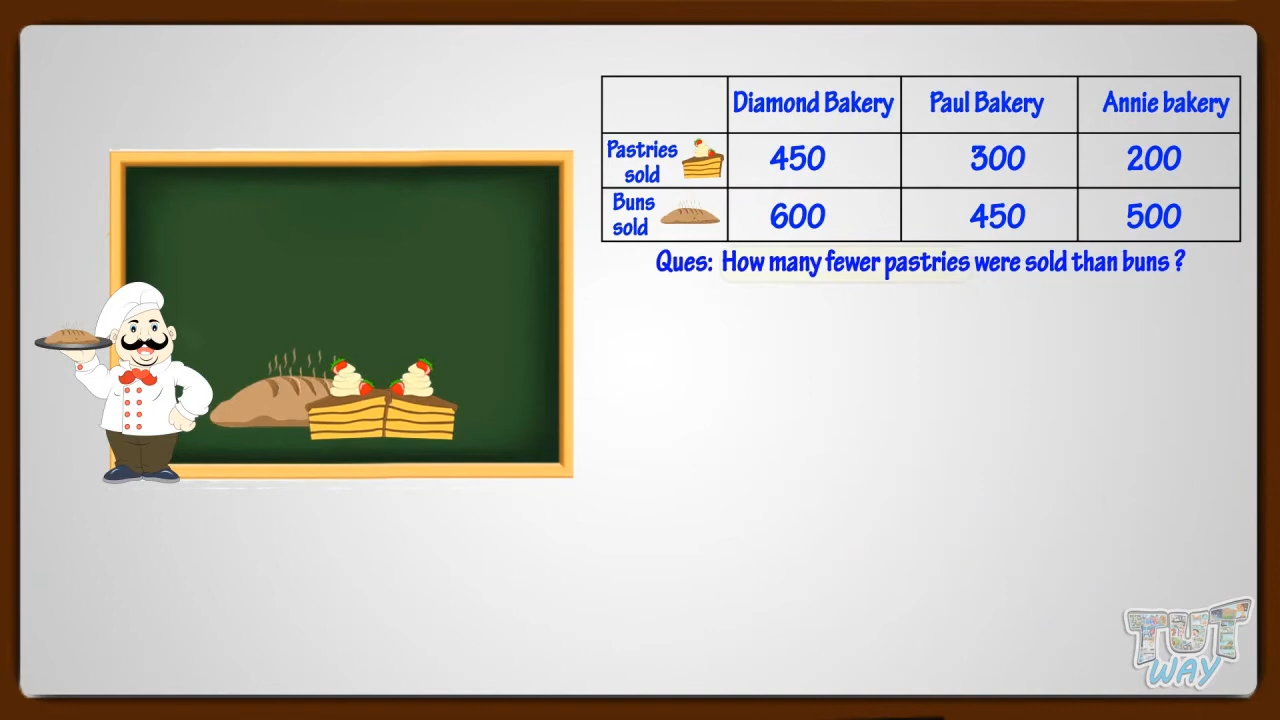 Diamond Bakery Paul Bakery Annie bakery
Pastries sold 450 300 200
Buns sold 600 450 500
Ques: How many fewer pastries were sold than buns ?
TUT
WAY